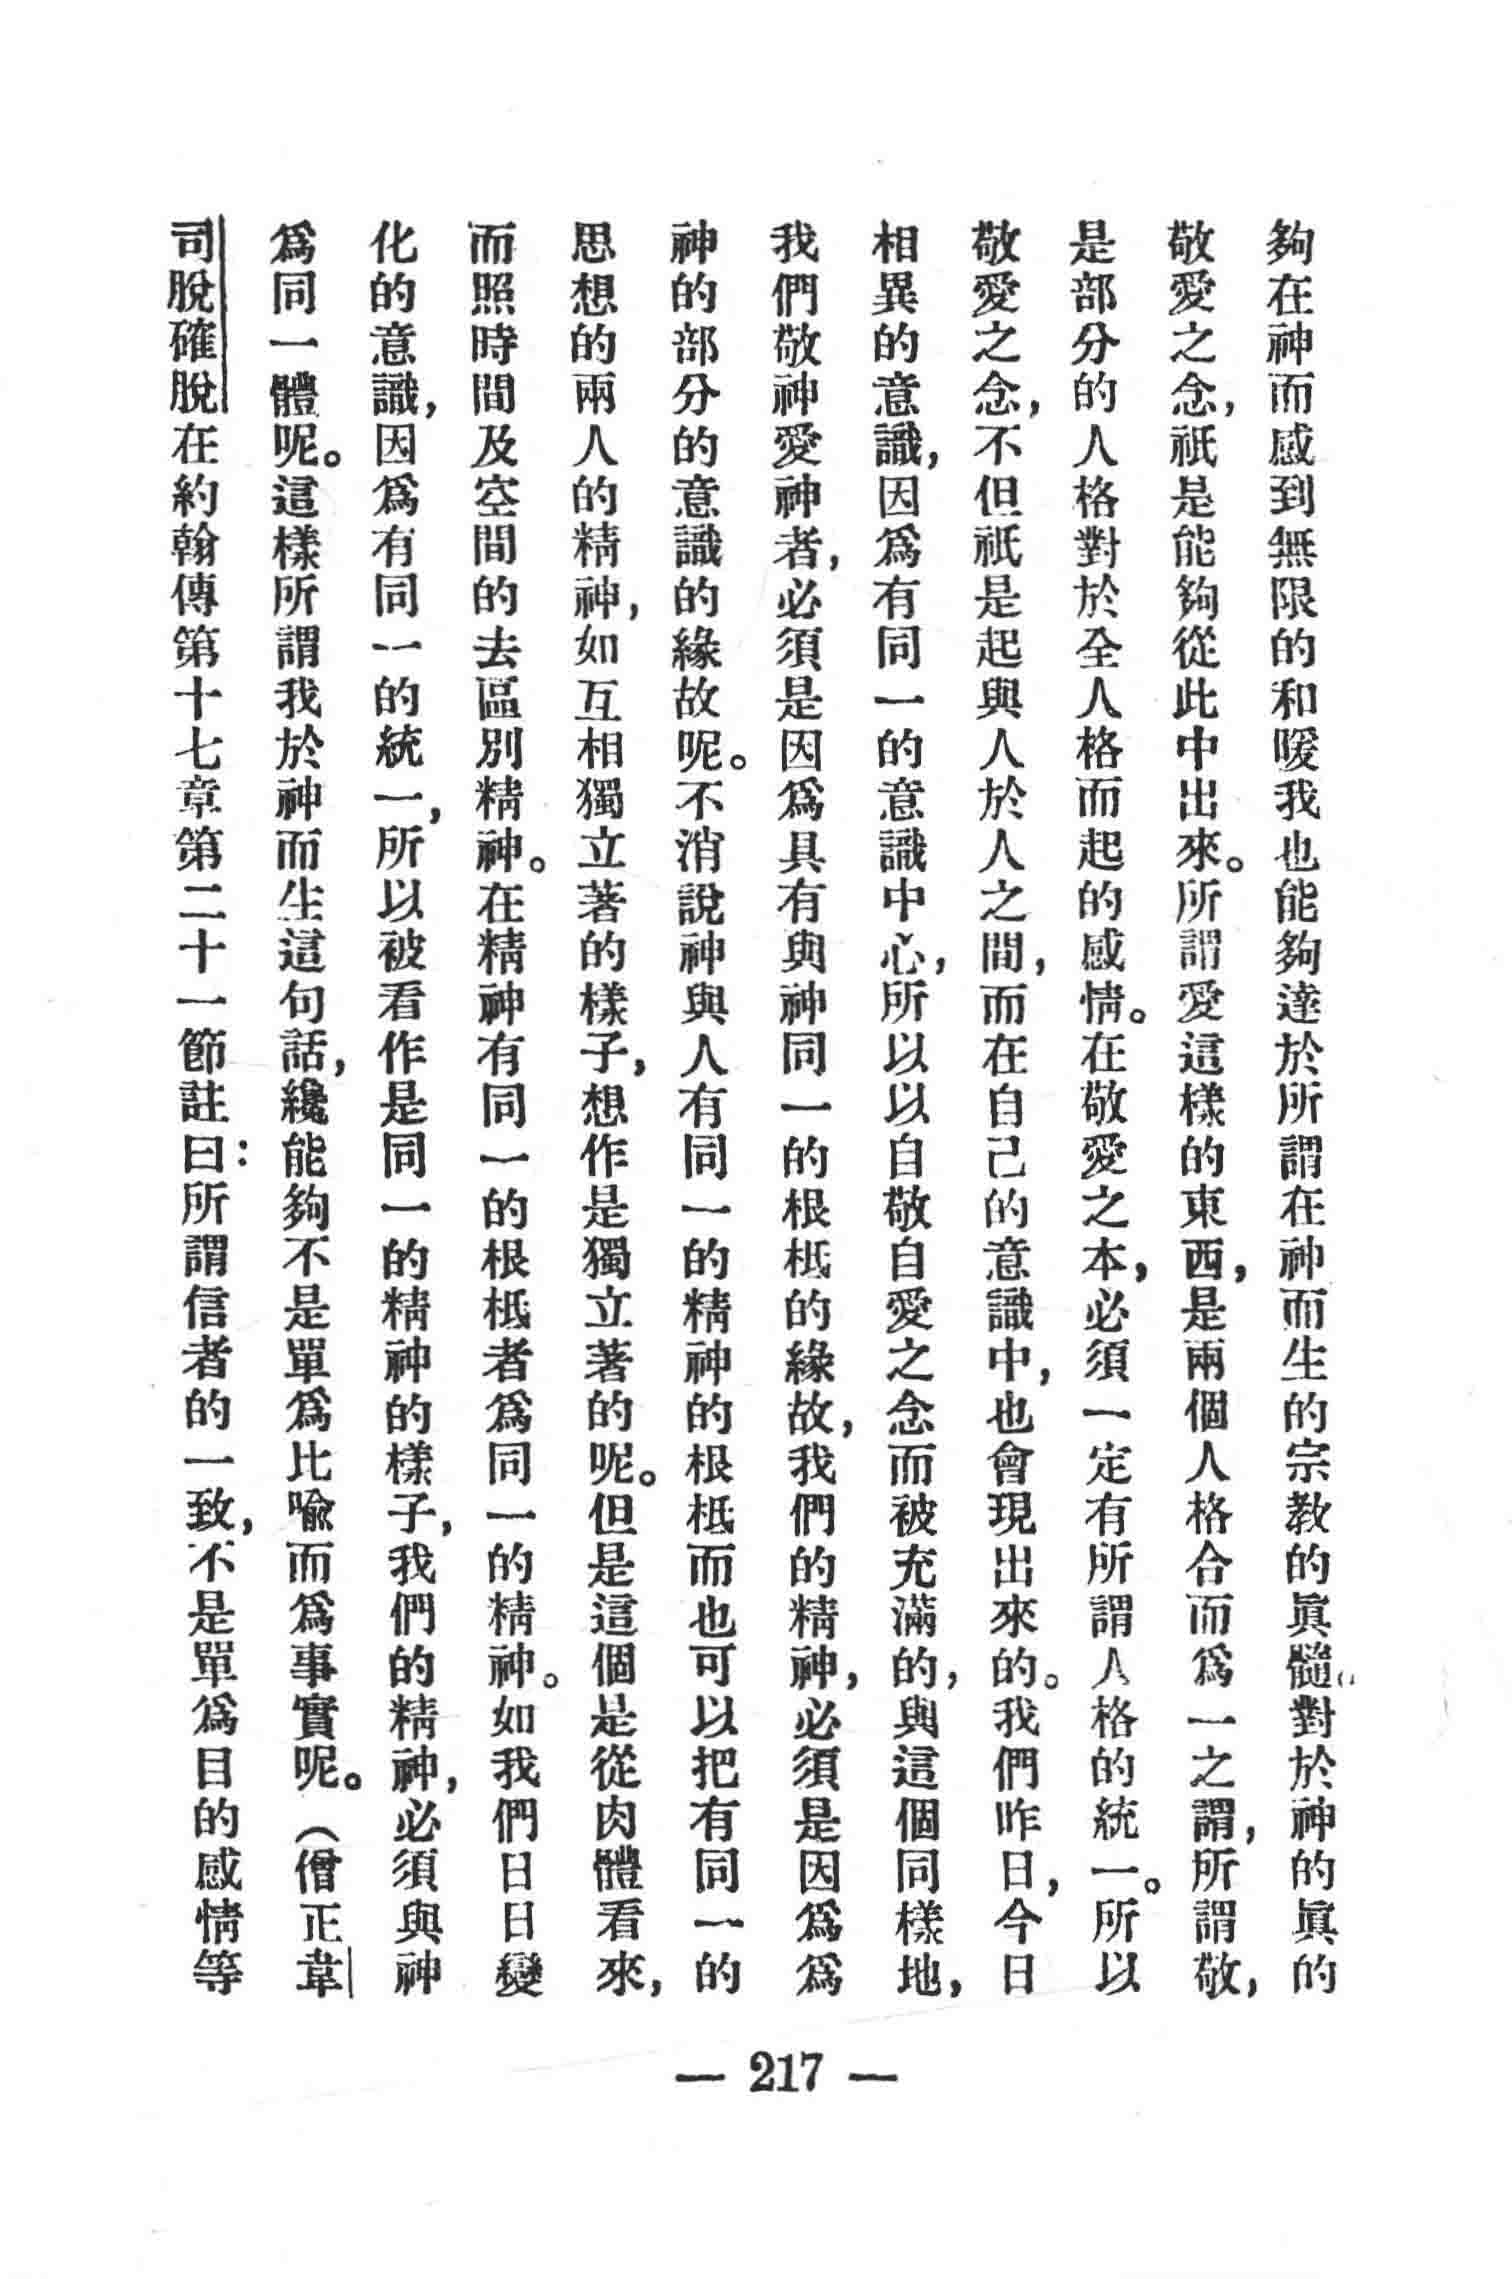 夠在神而感到無限的和暖我也能夠達於所謂在神而生的宗教的眞髓。對於神的眞的
敬愛之念，祇是能夠從此中出來。所謂愛這樣的東西，是兩個人格合而爲一之謂，所謂敬，
是部分的人格對於全人格而起的感情。在敬愛之本，必須一定有所謂人格的統一。所以
敬愛之念，不但祇是起與人於人之間，而在自己的意識中，也會現出來的。我們昨日，今日
相異的意識，因爲有同一的意識中心，所以以自敬自愛之念而被充滿的，與這個同樣地，
我們敬神愛神者，必須是因爲具有與神同一的根柢的緣故，我們的精神，必須是因爲爲
神的部分的意識的緣故呢。不消說神與人有同一的精神的根柢而也可以把有同一的
思想的兩人的精神，如互相獨立著的樣子，想作是獨立著的呢。但是這個是從肉體看來，
而照時間及空間的去區別精神。在精神有同一的根柢者爲同一的精神。如我們日日變
化的意識，因爲有同一的統一，所以被看作是同一的精神的樣子，我們的精神，必須與神
爲同一體呢。這樣所謂我於神而生這句話，纔能夠不是單爲比喩而爲事實呢。（僧正韋
司脫確脫在約翰傳第十七章第二十一節註曰：所謂信者的一致，不是單爲目的感情等
— 217 —